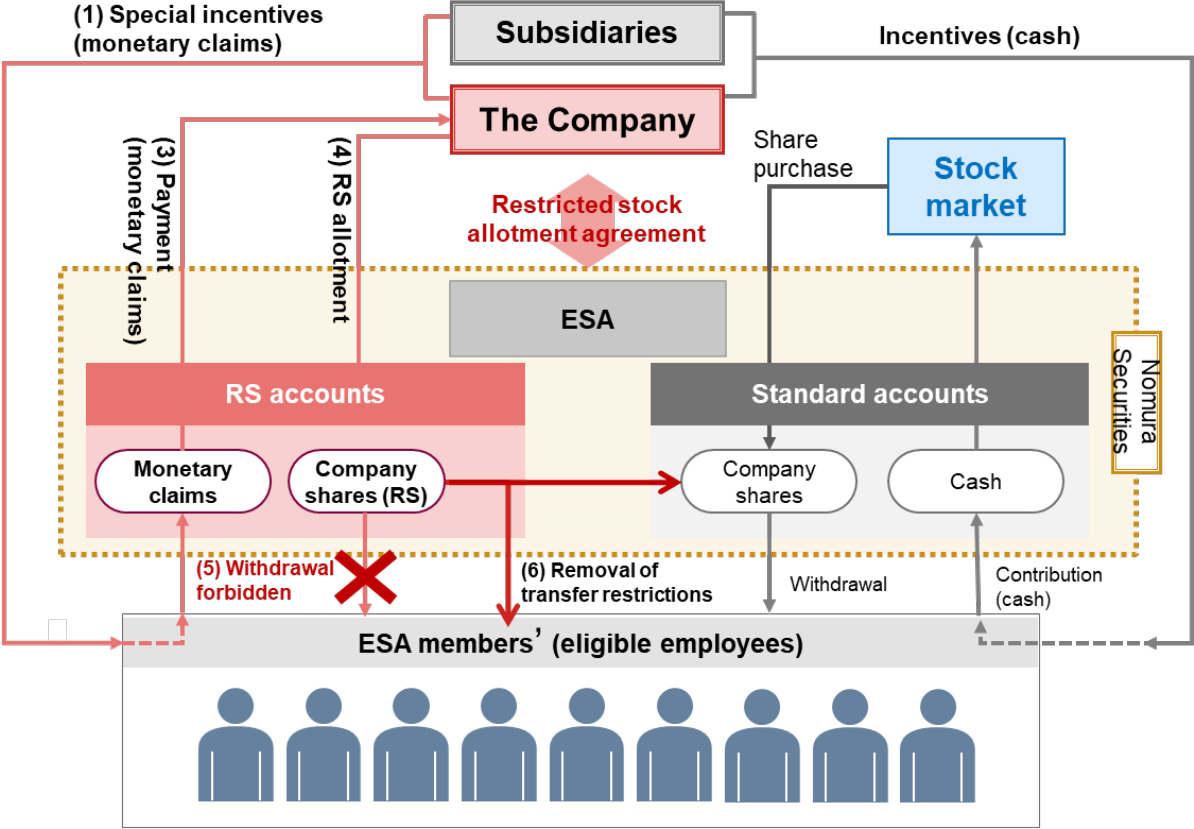 (1) Special incentives
(monetary claims)
Subsidiaries
Incentives (cash)
The Company
(3) Payment
(monetary claims)
(4) RS allotment
Share
purchase
Stock
market
Restricted stock
allotment agreement
ESA
Nomura
Securities
RS accounts
Standard accounts
Monetary
claims
Company
shares (RS)
Company
shares
Cash
(5) Withdrawal
forbidden
(6) Removal of
transfer restrictions
Withdrawal
Contribution
(cash)
ESA members’ (eligible employees)